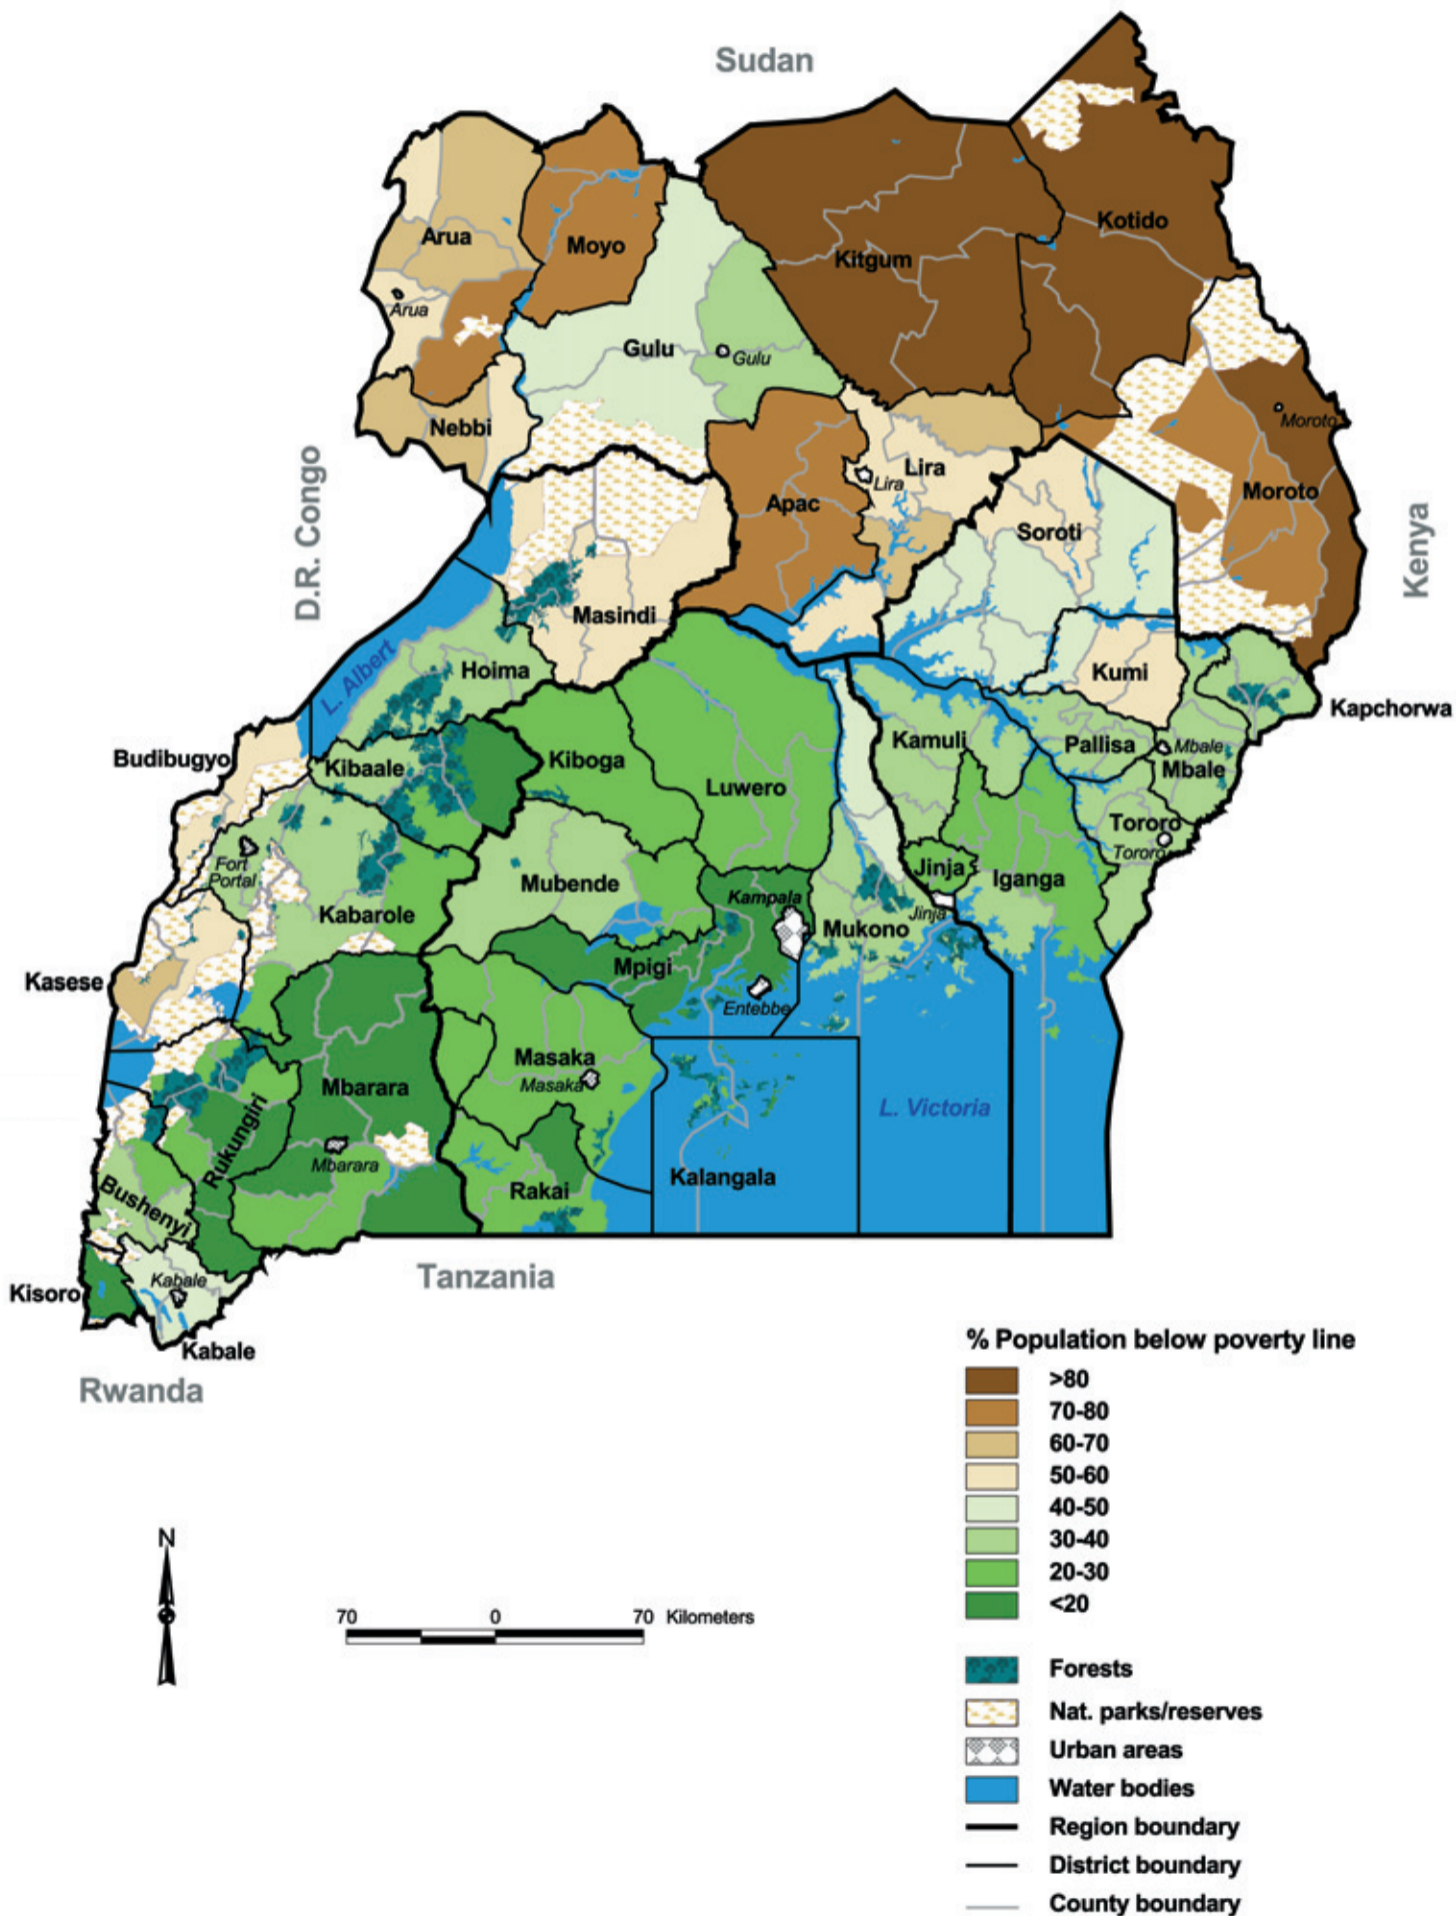 Sudan
Kotido
Arua
Moyo
Kitgum
Arua
Gulu
Gulu
Moroto
Nebbi
Lira
Lira
D.R. Congo
Apac
Moroto
Soroti
Kenya
Masindi
L. Albert
Hoima
Kumi
Kapchorwa
Budibugyo
Kibaale
Kiboga
Kamuli
Pallisa
Mbale
Mbale
Luwero
Tororo
Tororo
Fort
Portal
Jinja
Iganga
Mubende
Kampala
Kabarole
Jinja
Mukono
Mpigi
Kasese
Entebbe
Masaka
Masaka
Mbarara
L. Victoria
Rukungiri
Mbarara
Kalangala
Bushenyi
Rakai
Tanzania
Kabale
Kisoro
Kabale
Rwanda
% Population below poverty line
>80
70-80
60-70
50-60
40-50
30-40
20-30
<20
N
70 0 70 Kilometers
Forests
Nat. parks/reserves
Urban areas
Water bodies
Region boundary
District boundary
County boundary